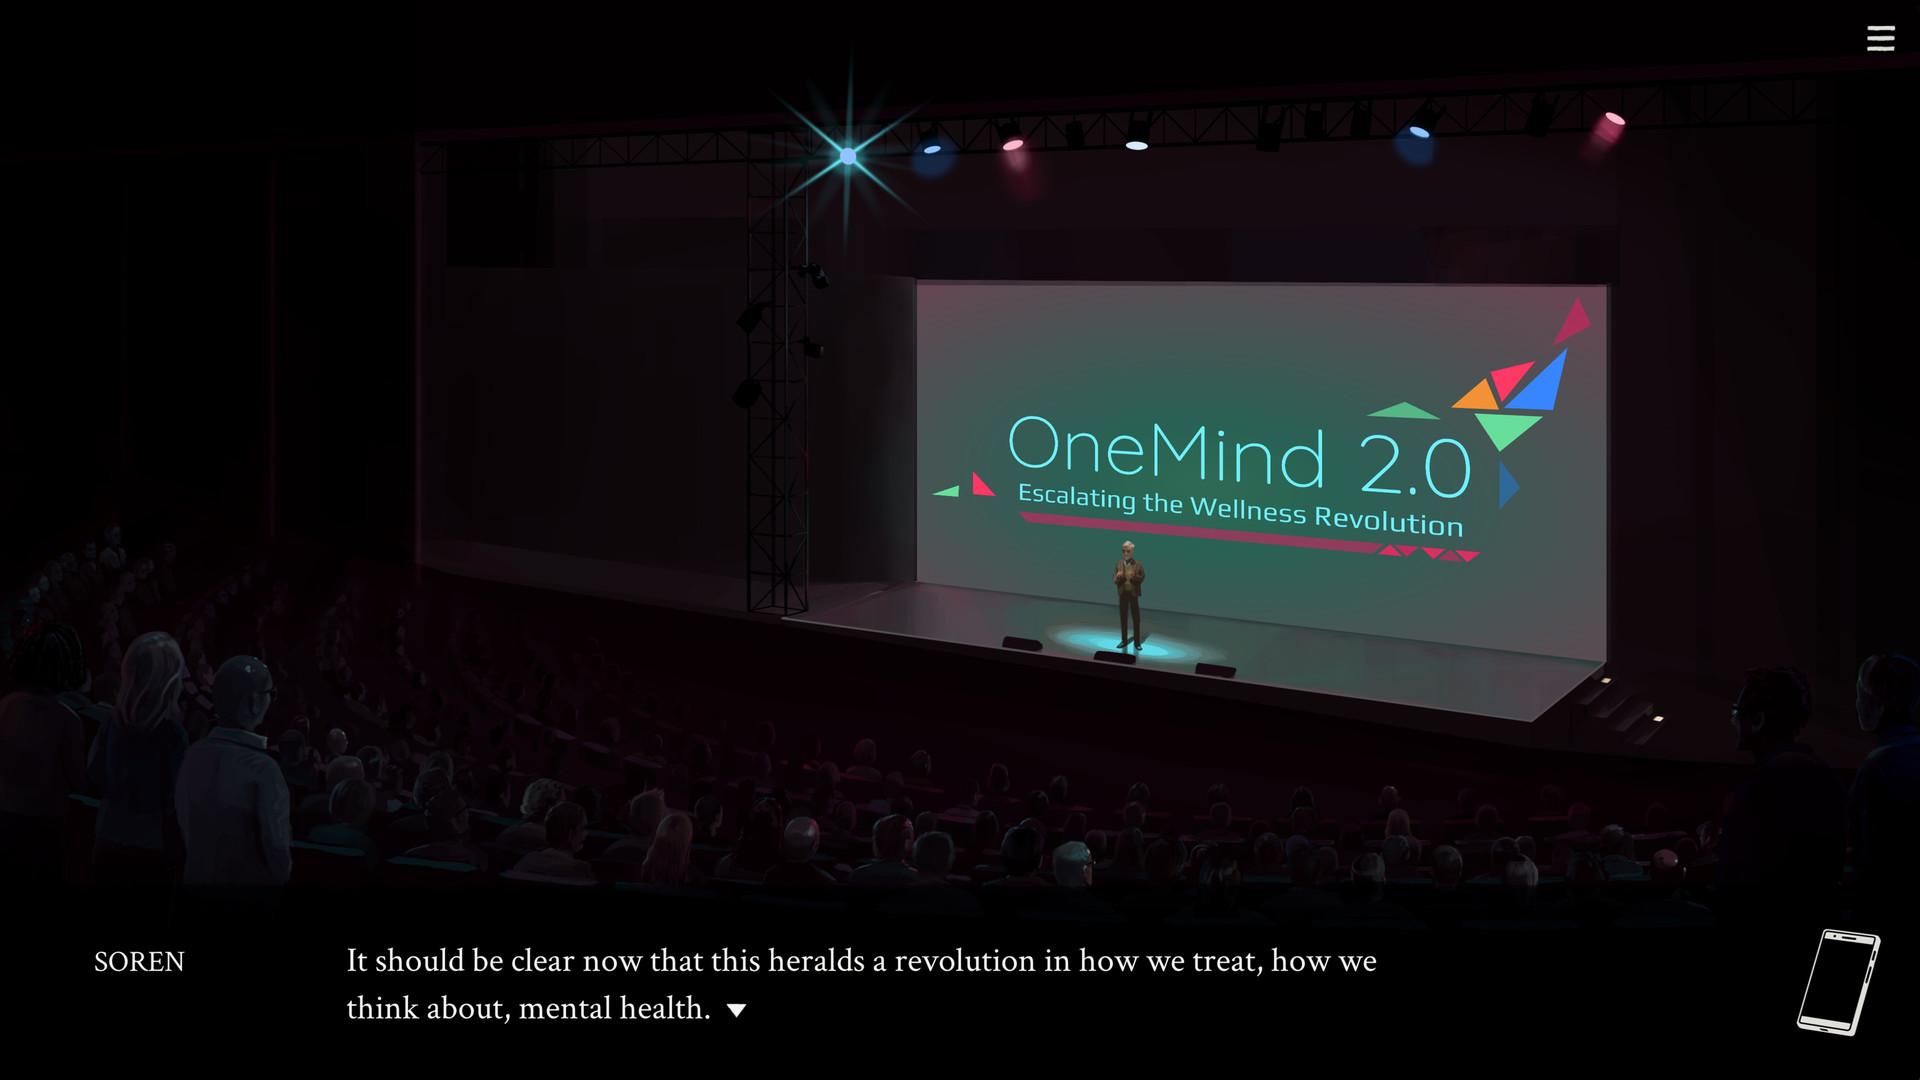 OneMind 2.0
Escalating the Wellness Revolution
SOREN
It should be clear now that this heralds a revolution in how we treat, how we
think about, mental health.